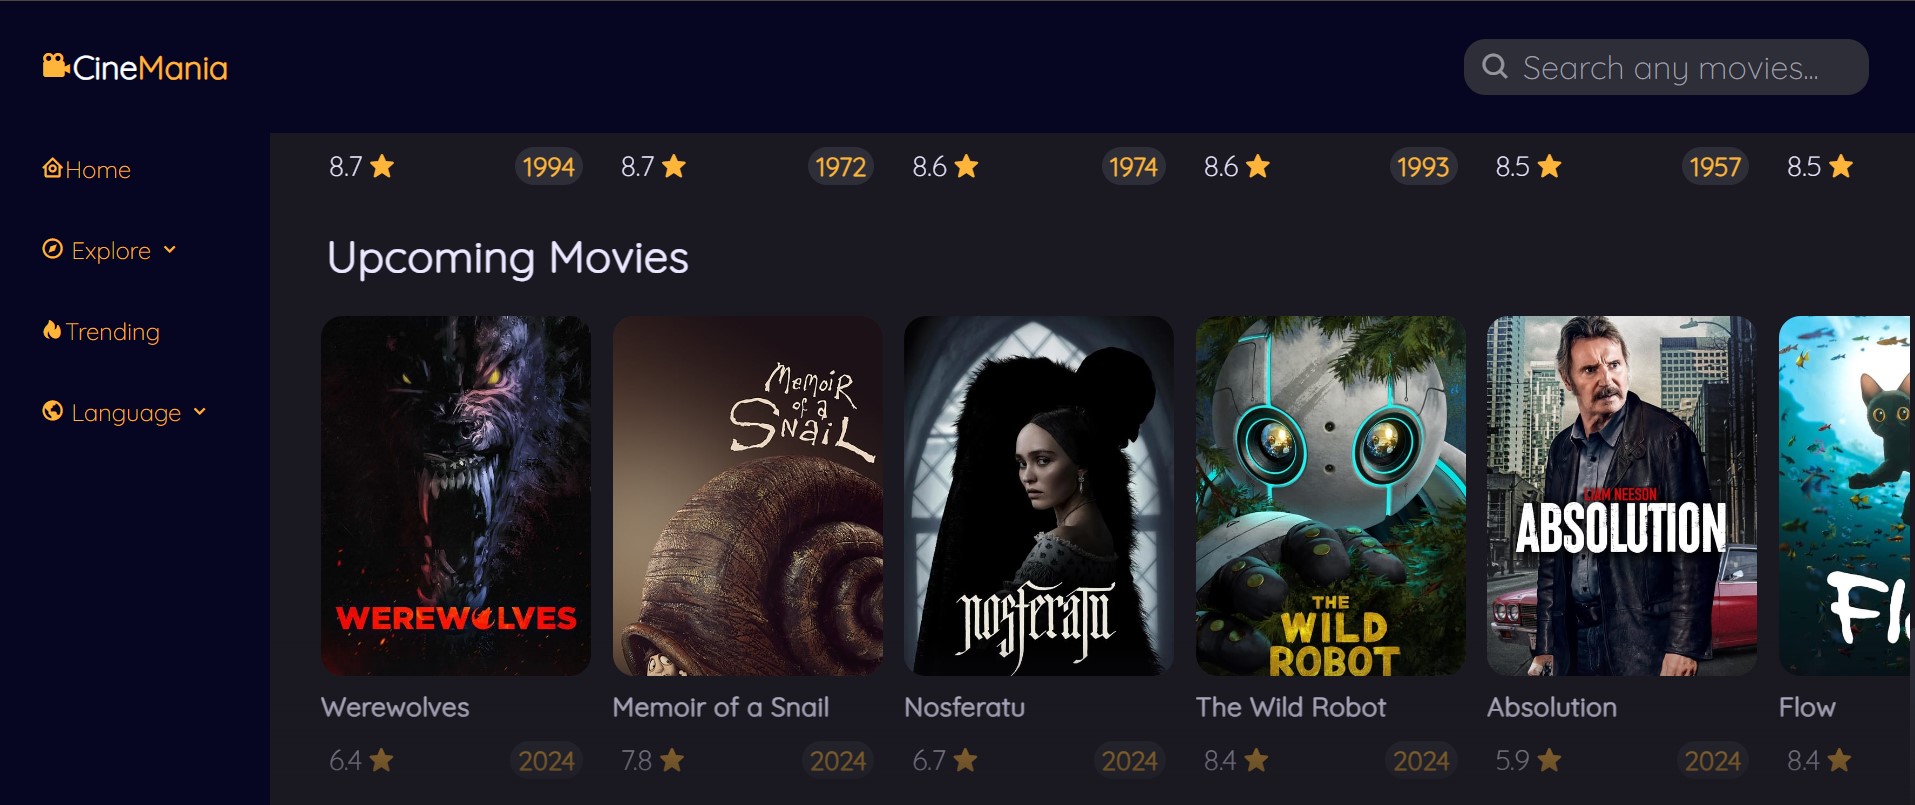 CineMania
Search any movies...
Home
Explore
Trending
Language
8.7 1994 8.7 1972 8.6 1974 8.6 1993 8.5 1957 8.5
Upcoming Movies
WEREWOLVES
Memoir
of a
Snail
nosferatu
THE
WILD
ROBOT
LIAM NEESON
ABSOLUTION
Werewolves Memoir of a Snail Nosferatu The Wild Robot Absolution Flow
6.4 2024 7.8 2024 6.7 2024 8.4 2024 5.9 2024 8.4